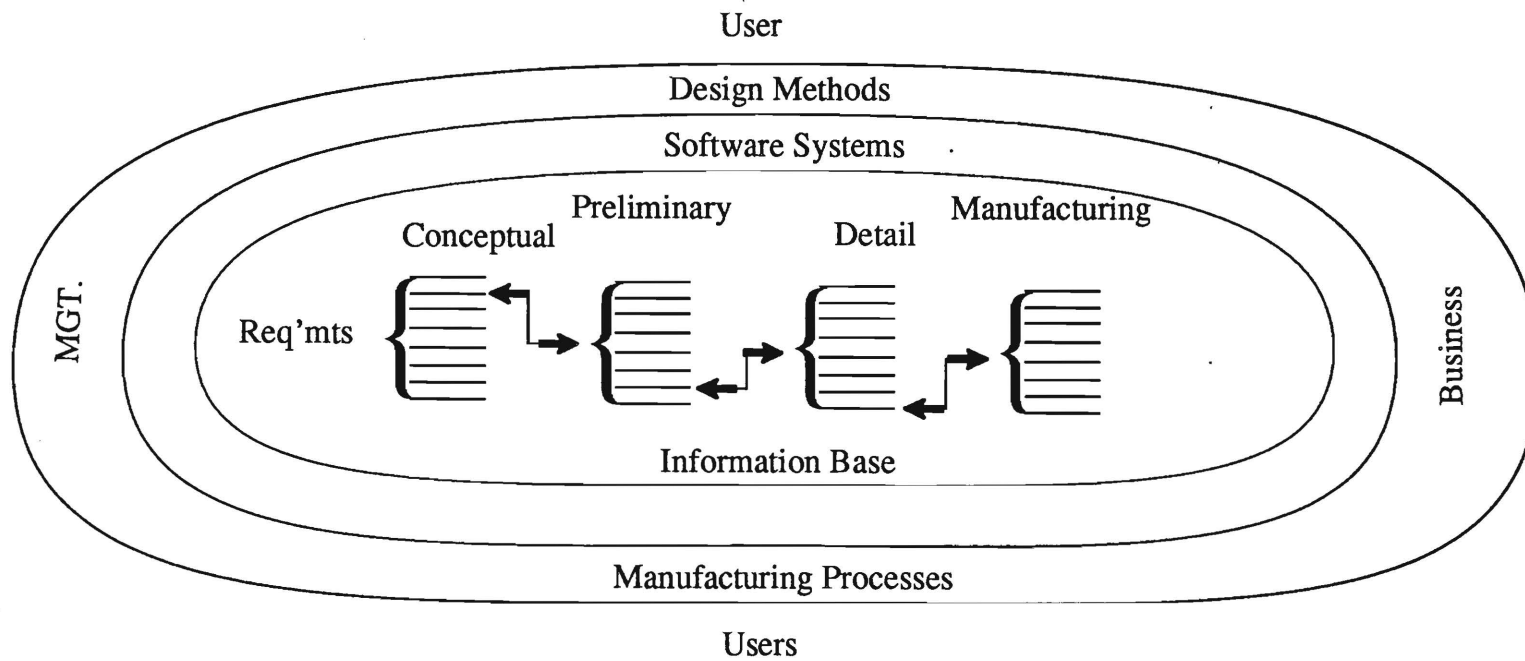 User
Design Methods
Software Systems
Preliminary
Manufacturing
Conceptual
Detail
MGT.
Req'mts
Business
Information Base
Manufacturing Processes
Users